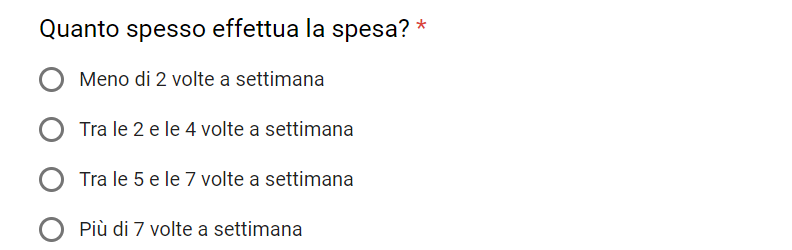 Quanto spesso effettua la spesa? *
Meno di 2 volte a settimana
Tra le 2 e le 4 volte a settimana
Tra le 5 e le 7 volte a settimana
Più di 7 volte a settimana